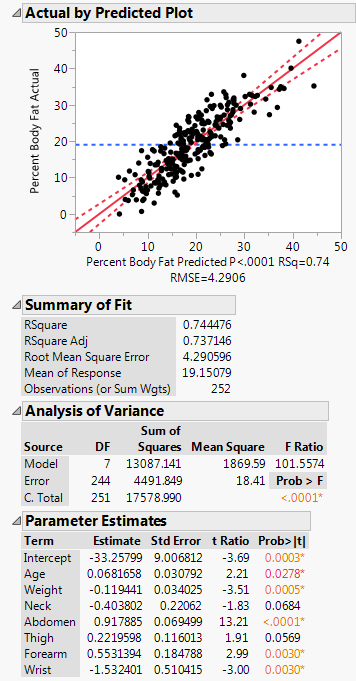 Actual by Predicted Plot
50
40
30
20
10
0
Percent Body Fat Actual
0 10 20 30 40 50
Percent Body Fat Predicted P<.0001 RSq=0.74
RMSE=4.2906
Summary of Fit
RSquare 0.744476
RSquare Adj 0.737146
Root Mean Square Error 4.290596
Mean of Response 19.15079
Observations (or Sum Wgts) 252
Analysis of Variance
Sum of
Source DF Squares Mean Square F Ratio
Model 7 13087.141 1869.59 101.5574
Error 244 4491.849 18.41 Prob > F
C. Total 251 17578.990 <.0001*
Parameter Estimates
Term Estimate Std Error t Ratio Prob>|t|
Intercept -33.25799 9.006812 -3.69 0.0003*
Age 0.0681658 0.030792 2.21 0.0278*
Weight -0.119441 0.034025 -3.51 0.0005*
Neck -0.403802 0.22062 -1.83 0.0684
Abdomen 0.917885 0.069499 13.21 <.0001*
Thigh 0.2219598 0.116013 1.91 0.0569
Forearm 0.5531394 0.184788 2.99 0.0030*
Wrist -1.532401 0.510415 -3.00 0.0030*